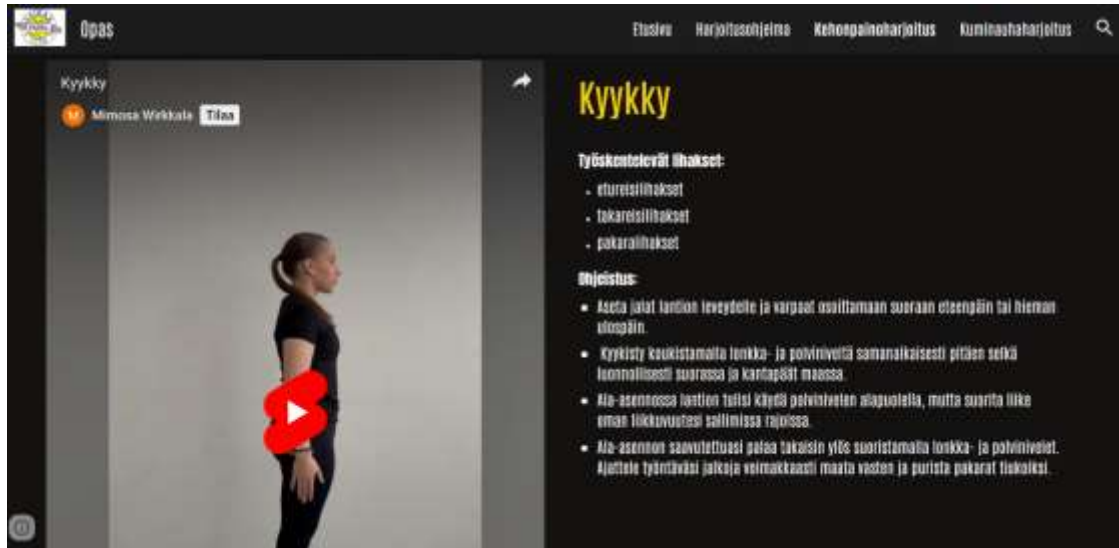 Opas
Etusivu Harjoitusohjelma Kehonpainoharjoitus Kuminauhaharjoitus
Kyykky
M Mimosa Wirkkala Tilaa
Kyykky
Työskentelevät lihakset:
• etureisilihakset
• takareisilihakset
• pakaralihakset
Ohjeistus:
• Aseta jalat lantion leveydelle ja varpaat osoittamaan suoraan eteenpäin tai hieman
ulospäin.
• Kyykisty koukistamalla lonkka- ja polviniveltä samanaikaisesti pitäen selkä
luonnollisesti suorassa ja kantapäät maassa.
• Ala-asennossa lantion tulisi käydä polvinivelen alapuolella, mutta suorita liike
oman liikkuvuutesi sallimissa rajoissa.
• Ala-asennon saavutettuasi palaa takaisin ylös suoristamalla lonkka- ja polvinivelet.
Ajattele työntäväsi jalkoja voimakkaasti maata vasten ja purista pakarat tiukoiksi.